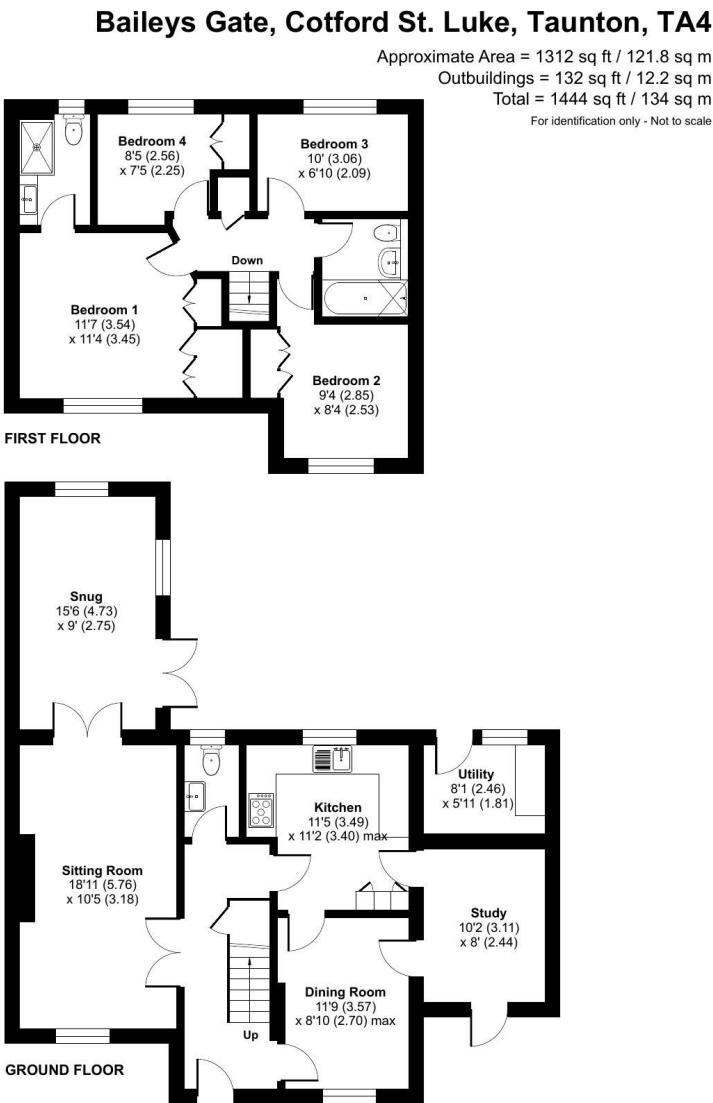 Baileys Gate, Cotford St. Luke, Taunton, TA4
Approximate Area = 1312 sq ft / 121.8 sq m
Outbuildings = 132 sq ft / 12.2 sq m
Total = 1444 sq ft / 134 sq m
For identification only - Not to scale
Bedroom 4
8'5 (2.56)
x 7'5 (2.25)
Bedroom 3
10' (3.06)
x 6'10 (2.09)
Down
Bedroom 1
11'7 (3.54)
x 11'4 (3.45)
Bedroom 2
9'4 (2.85)
x 8'4 (2.53)
FIRST FLOOR
Snug
15'6 (4.73)
x 9' (2.75)
Utility
8'1 (2.46)
x 5'11 (1.81)
Kitchen
11'5 (3.49)
x 11'2 (3.40) max
Sitting Room
18'11 (5.76)
x 10'5 (3.18)
Study
10'2 (3.11)
x 8' (2.44)
Dining Room
11'9 (3.57)
x 8'10 (2.70) max
Up
GROUND FLOOR